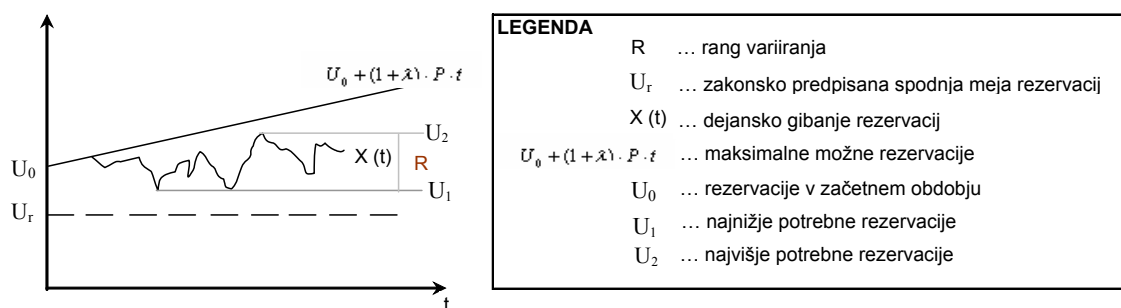 U₀ + (1 + λ) · P · t
U₂
X (t)
R
U₀
U₁
Uᵣ
t
LEGENDA
R … rang variiranja
Uᵣ … zakonsko predpisana spodnja meja rezervacij
X (t) … dejansko gibanje rezervacij
U₀ + (1 + λ) · P · t … maksimalne možne rezervacije
U₀ … rezervacije v začetnem obdobju
U₁ … najnižje potrebne rezervacije
U₂ … najvišje potrebne rezervacije